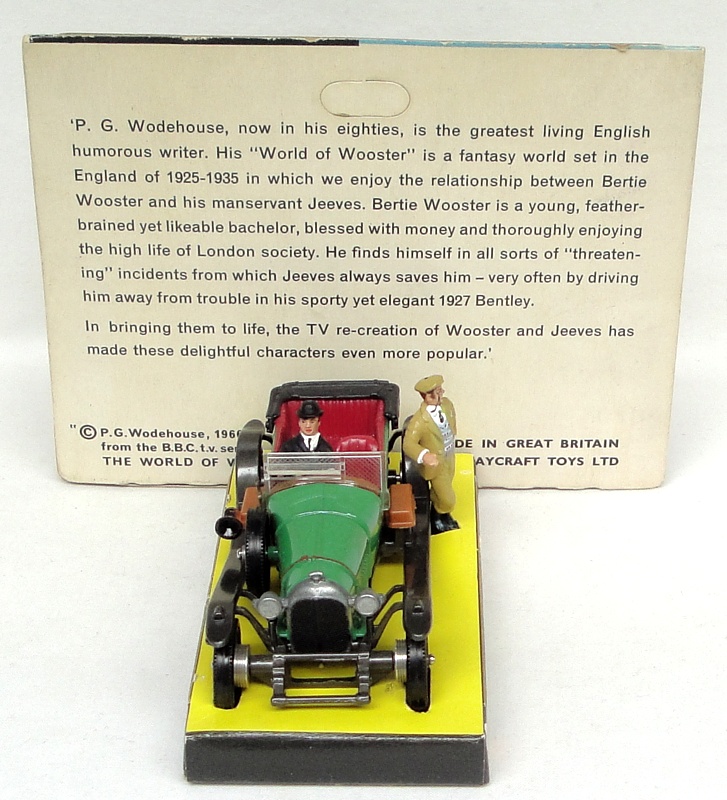 'P. G. Wodehouse, now in his eighties, is the greatest living English
humorous writer. His "World of Wooster" is a fantasy world set in the
England of 1925-1935 in which we enjoy the relationship between Bertie
Wooster and his manservant Jeeves. Bertie Wooster is a young, feather-
brained yet likeable bachelor, blessed with money and thoroughly enjoying
the high life of London society. He finds himself in all sorts of "threaten-
ing" incidents from which Jeeves always saves him – very often by driving
him away from trouble in his sporty yet elegant 1927 Bentley.
In bringing them to life, the TV re-creation of Wooster and Jeeves has
made these delightful characters even more popular.'
"© P.G.Wodehouse, 196
from the B.B.C. t.v. se
DE IN GREAT BRITAIN
THE WORLD OF
AYCRAFT TOYS LTD